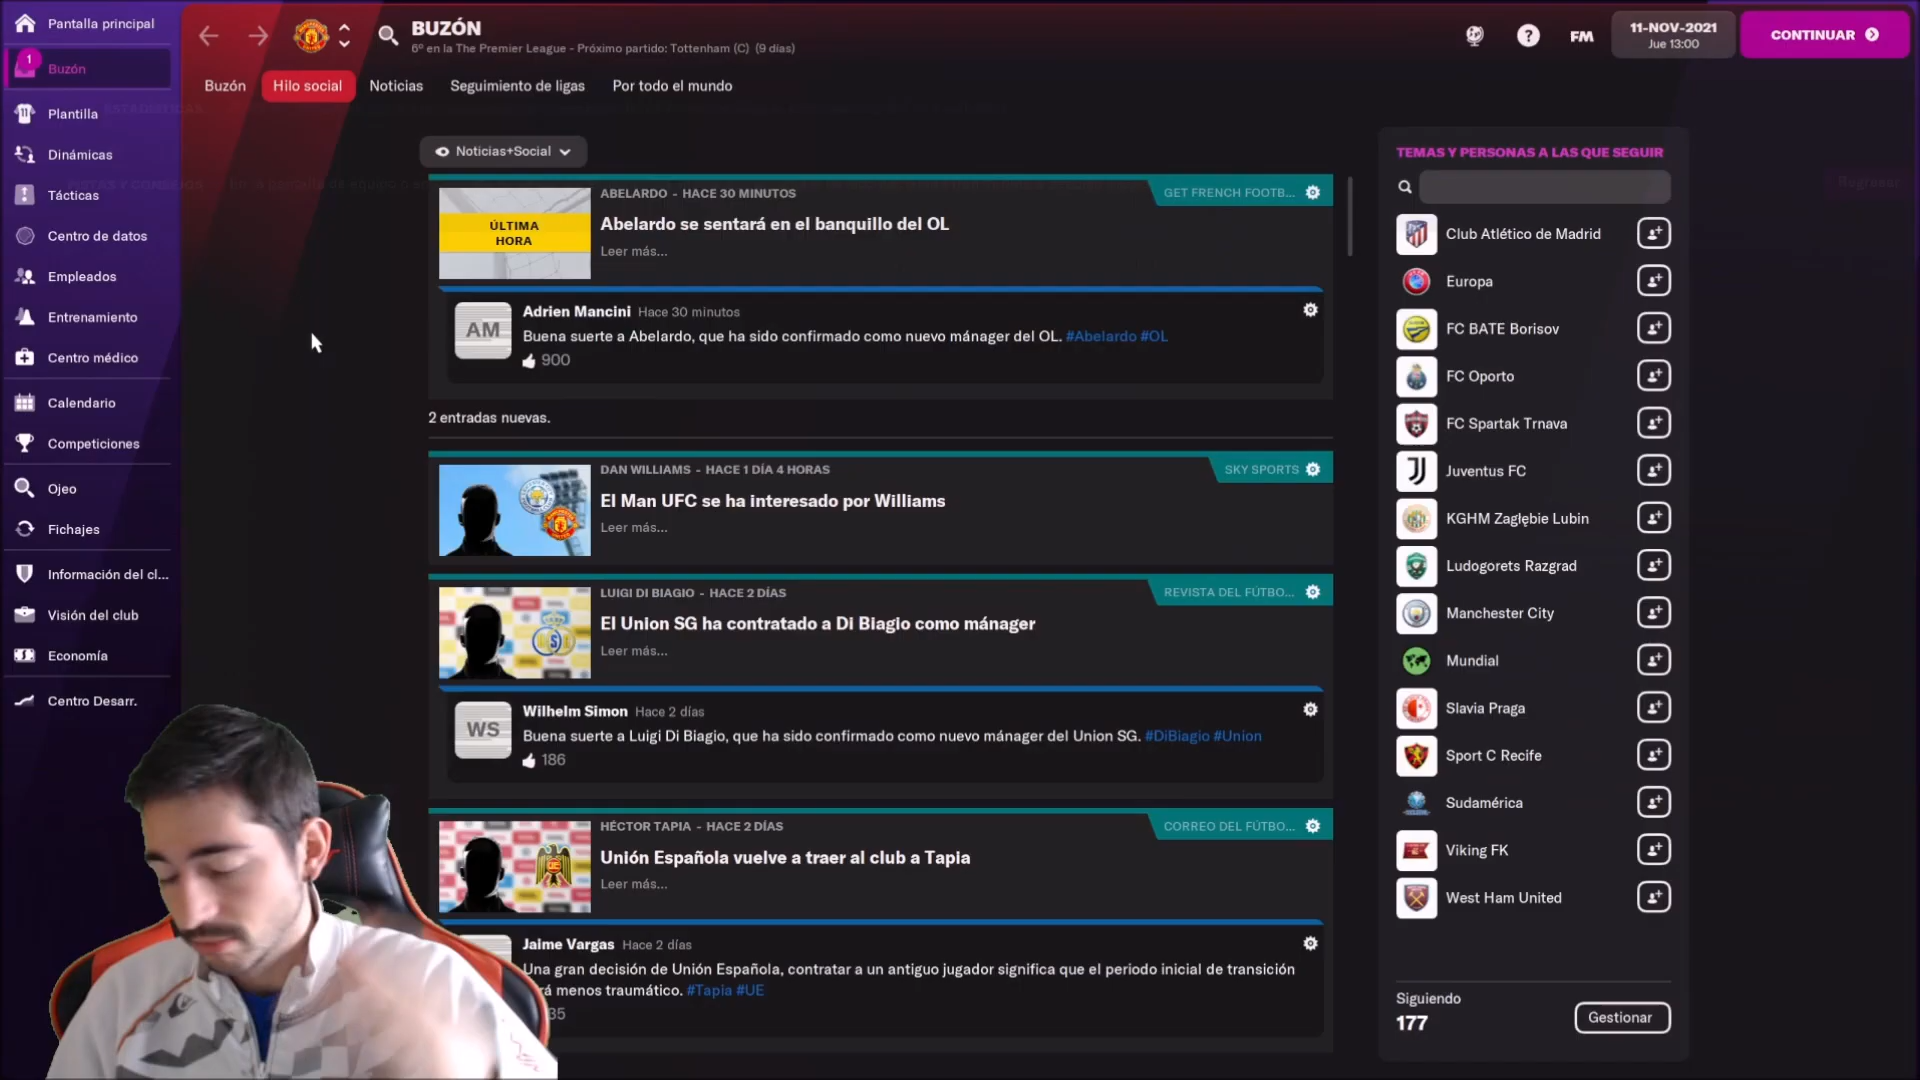 Pantalla principal
1
Buzón
Plantilla
Dinámicas
Tácticas
Centro de datos
Empleados
Entrenamiento
Centro médico
Calendario
Competiciones
Ojeo
Fichajes
Información del cl...
Visión del club
Economía
Centro Desarr.
BUZÓN
6º en la The Premier League - Próximo partido: Tottenham (C) (9 días)
FM
11-NOV-2021
Jue 13:00
CONTINUAR
Buzón
Hilo social
Noticias
Seguimiento de ligas
Por todo el mundo
Noticias+Social
ÚLTIMA
HORA
ABELARDO - HACE 30 MINUTOS
GET FRENCH FOOTB...
Abelardo se sentará en el banquillo del OL
Leer más...
AM
Adrien Mancini Hace 30 minutos
Buena suerte a Abelardo, que ha sido confirmado como nuevo mánager del OL. #Abelardo #OL
900
2 entradas nuevas.
DAN WILLIAMS - HACE 1 DÍA 4 HORAS
SKY SPORTS
El Man UFC se ha interesado por Williams
Leer más...
LUIGI DI BIAGIO - HACE 2 DÍAS
REVISTA DEL FÚTBO...
El Union SG ha contratado a Di Biagio como mánager
Leer más...
WS
Wilhelm Simon Hace 2 días
Buena suerte a Luigi Di Biagio, que ha sido confirmado como nuevo mánager del Union SG. #DiBiagio #Union
186
HÉCTOR TAPIA - HACE 2 DÍAS
CORREO DEL FÚTBO...
Unión Española vuelve a traer al club a Tapia
Leer más...
Jaime Vargas Hace 2 días
Una gran decisión de Unión Española, contratar a un antiguo jugador significa que el periodo inicial de transición
menos traumático. #Tapia #UE
35
TEMAS Y PERSONAS A LAS QUE SEGUIR
Club Atlético de Madrid
Europa
FC BATE Borisov
FC Oporto
FC Spartak Trnava
Juventus FC
KGHM Zagłębie Lubin
Ludogorets Razgrad
Manchester City
Mundial
Slavia Praga
Sport C Recife
Sudamérica
Viking FK
West Ham United
Siguiendo
177
Gestionar